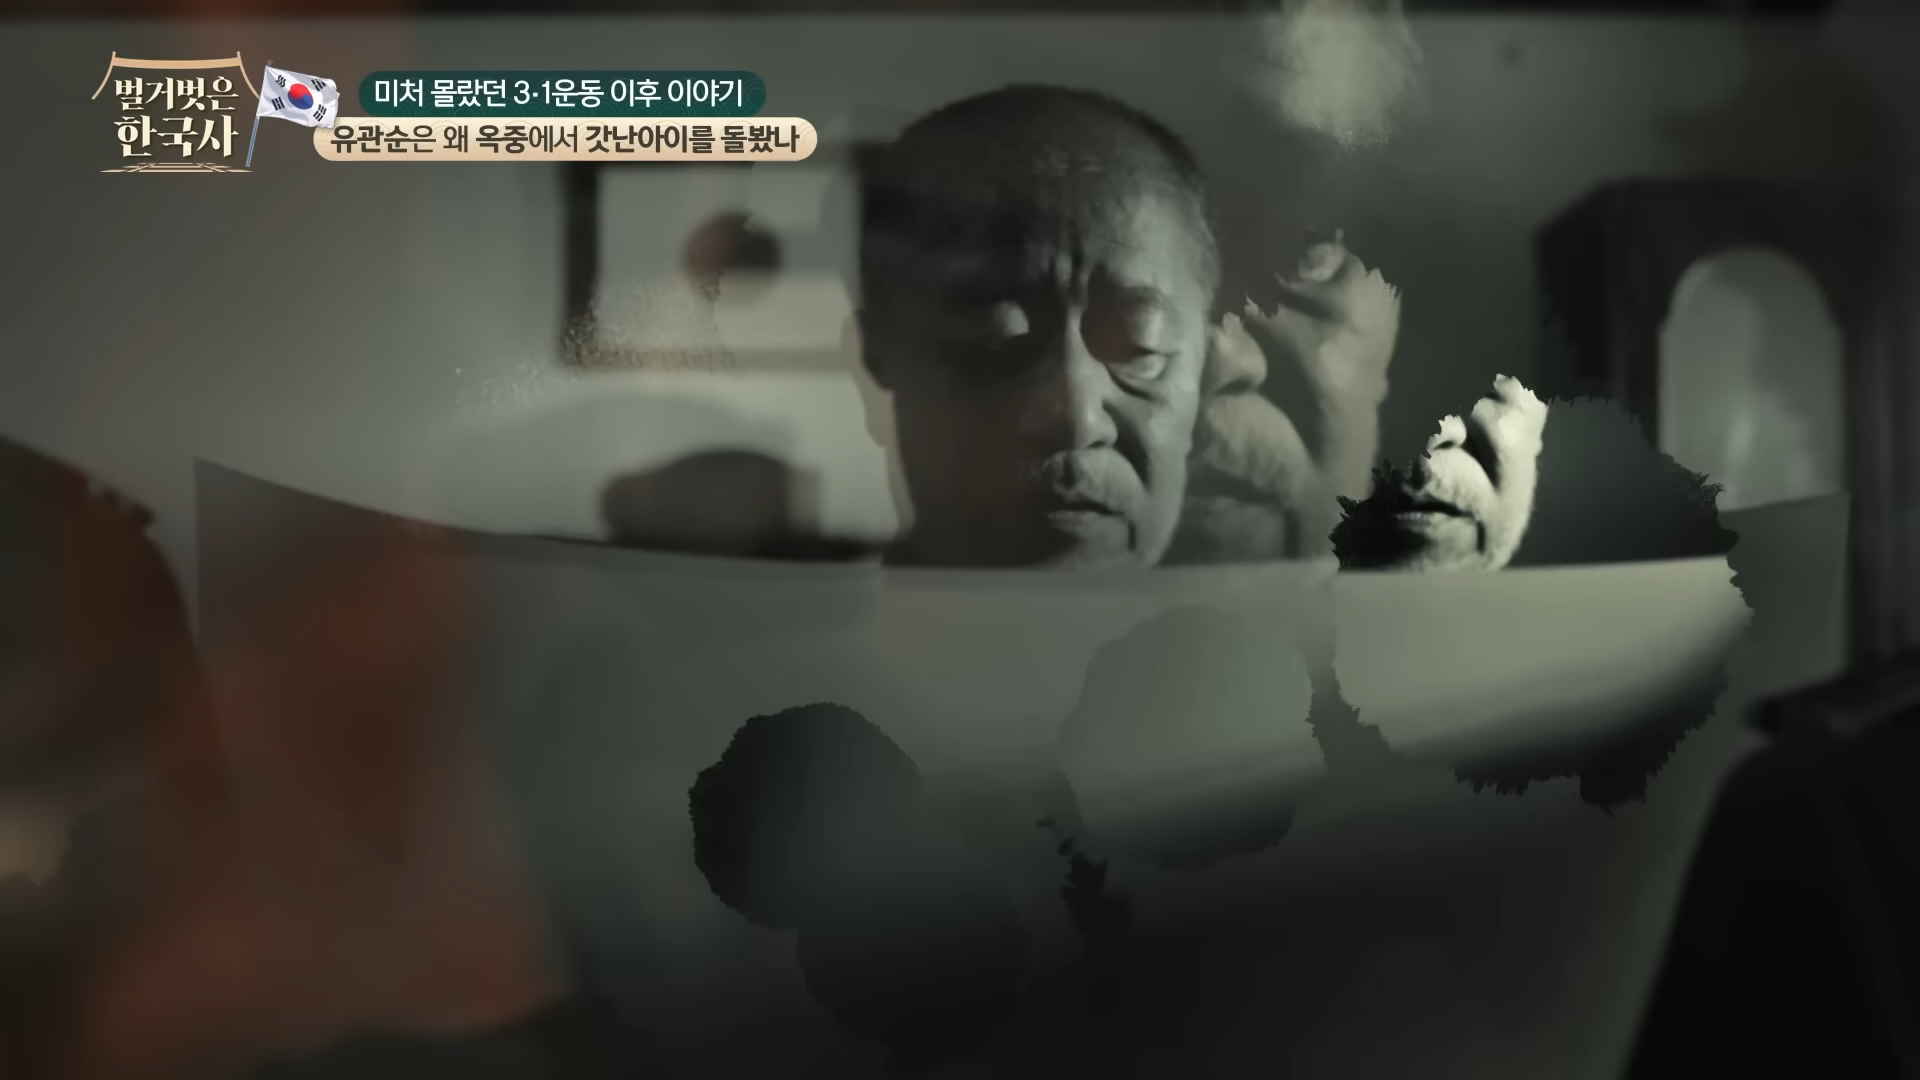 벌거벗은
한국사
미처 몰랐던 3·1운동 이후 이야기
유관순은 왜 옥중에서 갓난아이를 돌봤나